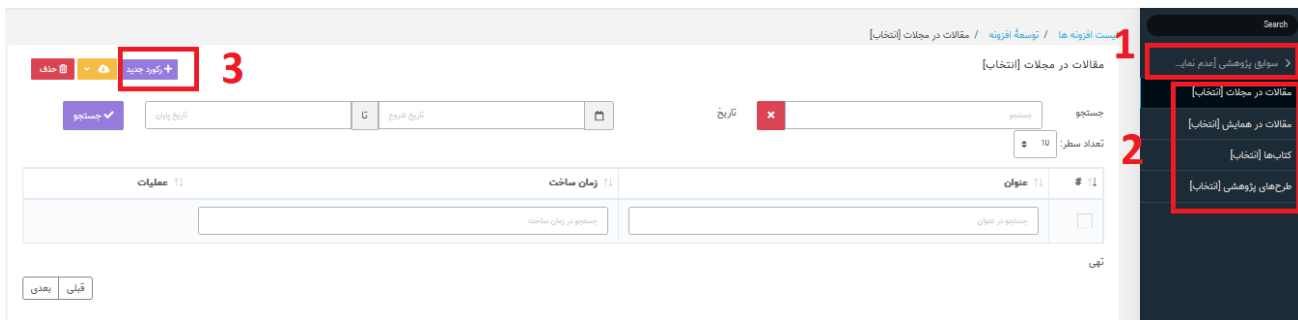 Search
1
سوابق پژوهشی [عدم نمای...
مقالات در مجلات [انتخاب]
مقالات در همایش [انتخاب]
کتاب‌ها [انتخاب]
طرح‌های پژوهشی [انتخاب]
2
لیست افزونه ها / توسعهٔ افزونه / مقالات در مجلات [انتخاب]
مقالات در مجلات [انتخاب]
3
+ رکورد جدید
حذف
جستجو جستجو تاریخ تاریخ شروع تا تاریخ پایان جستجو
تعداد سطر: 10
# عنوان زمان ساخت عملیات
جستجو در عنوان جستجو در زمان ساخت
تهی
قبلی بعدی